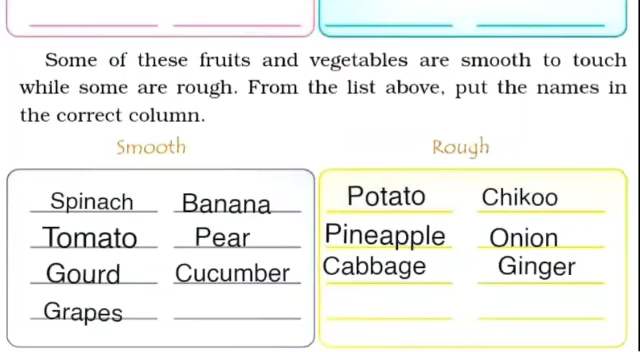 Some of these fruits and vegetables are smooth to touch
while some are rough. From the list above, put the names in
the correct column.
Smooth
Rough
Spinach Banana
Tomato Pear
Gourd Cucumber
Grapes
Potato Chikoo
Pineapple Onion
Cabbage Ginger